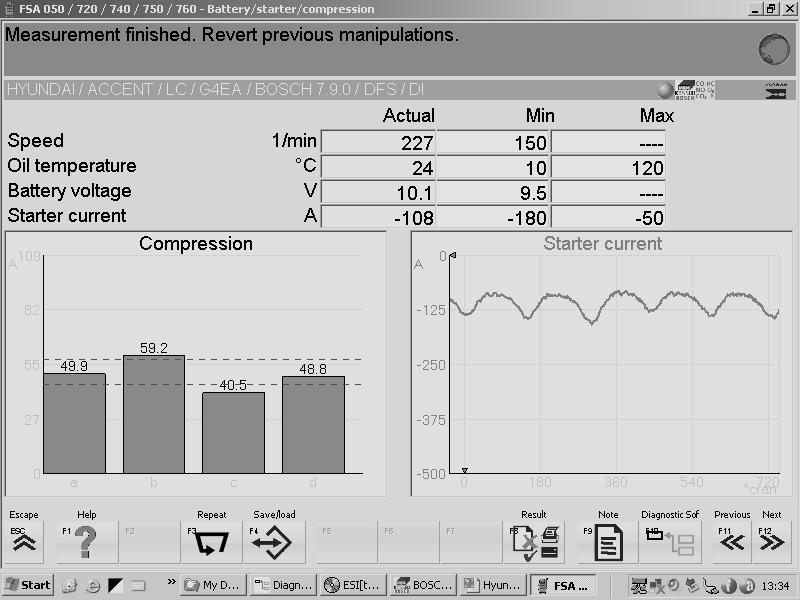 FSA 050 / 720 / 740 / 750 / 760 - Battery/starter/compression
Measurement finished. Revert previous manipulations.
HYUNDAI / ACCENT / LC / G4EA / BOSCH 7.9.0 / DFS / DI
Actual Min Max
Speed 1/min 227 150 ----
Oil temperature °C 24 10 120
Battery voltage V 10.1 9.5 ----
Starter current A -108 -180 -50
Compression
A 109
82
55
27
0
49.9 59.2 40.5 48.8
a b c d
Starter current
A 0
-125
-250
-375
-500
0 180 360 540 720
°cran
Escape Help Repeat Save/load Result Note Diagnostic Sof Previous Next
ESC F1 F2 F3 F4 F5 F6 F7 F8 F9 F10 F11 F12
Start My D... Diagn... ESI[t... BOSC... Hyun... FSA ... 13:34